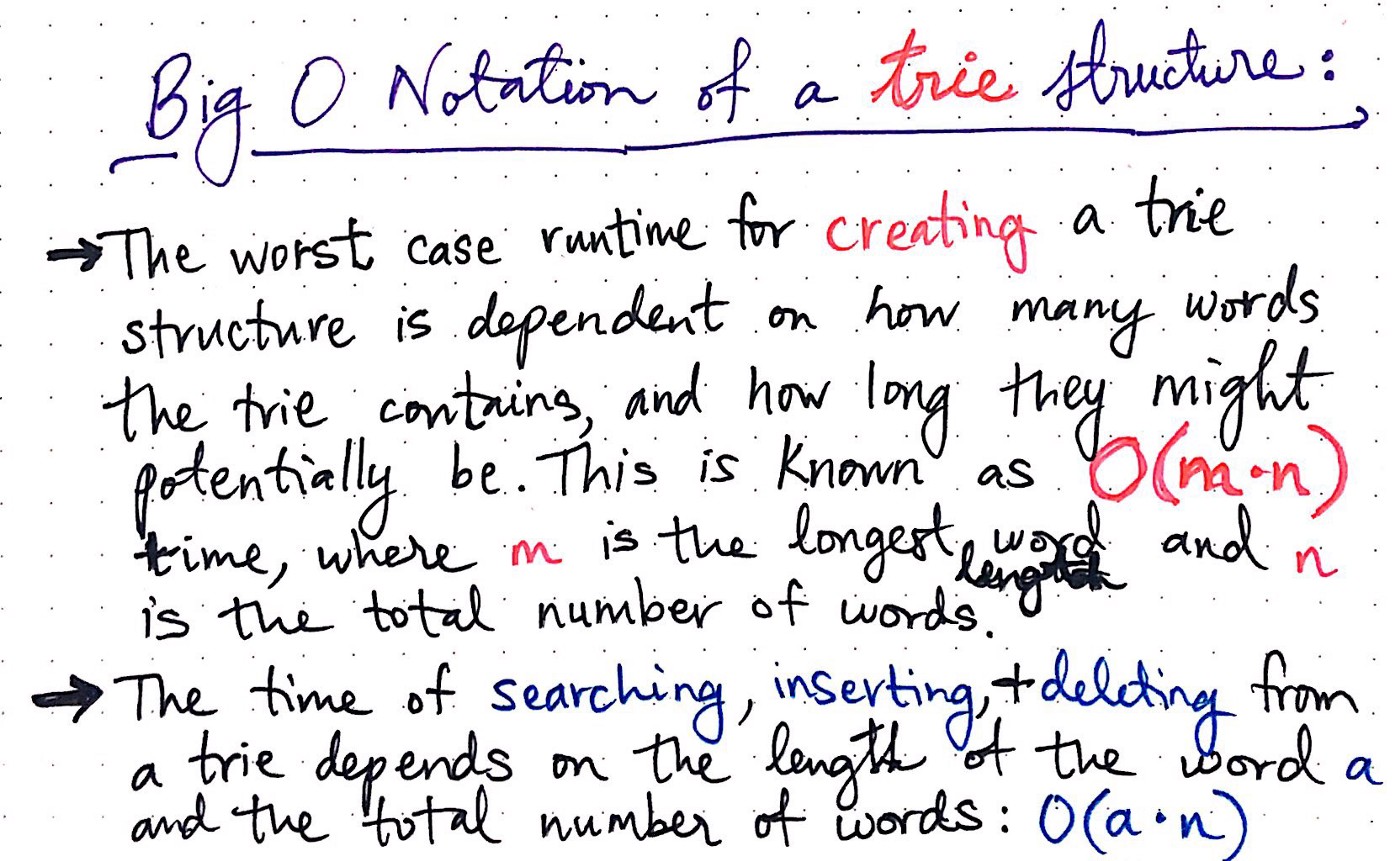 Big O Notation of a trie structure:
→ The worst case runtime for creating a trie
structure is dependent on how many words
the trie contains, and how long they might
potentially be. This is known as O(m·n)
time, where m is the longest word and n
length
is the total number of words.
→ The time of searching, inserting, + deleting from
a trie depends on the length of the word a
and the total number of words: O(a·n)